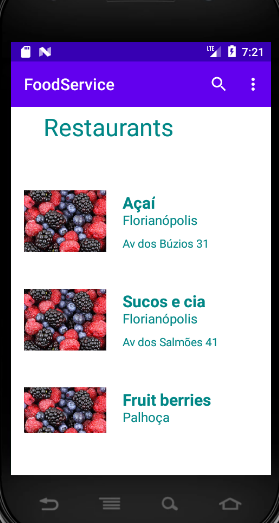 LTE 7:21
FoodService
Restaurants
Açaí
Florianópolis
Av dos Búzios 31
Sucos e cia
Florianópolis
Av dos Salmões 41
Fruit berries
Palhoça